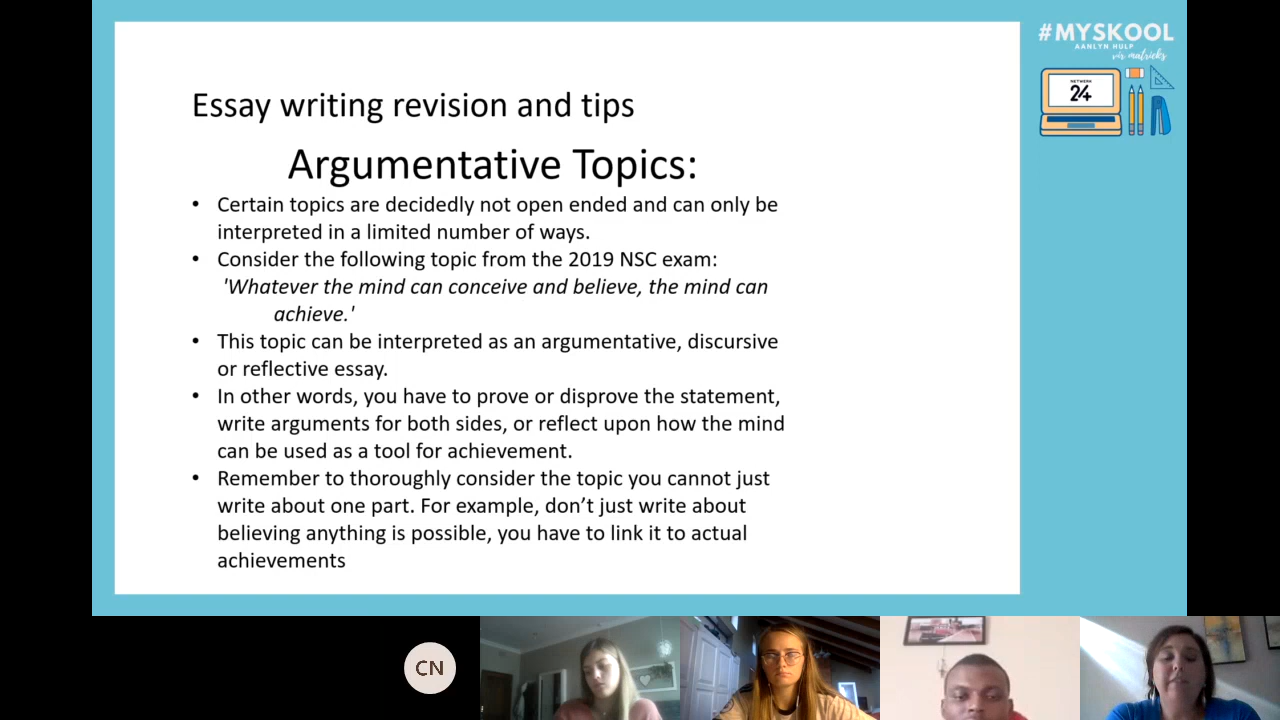 #MYSKOOL
AANLYN HULP
vir matrieks
NETWERK
24
Essay writing revision and tips
Argumentative Topics:
• Certain topics are decidedly not open ended and can only be
interpreted in a limited number of ways.
• Consider the following topic from the 2019 NSC exam:
'Whatever the mind can conceive and believe, the mind can
achieve.'
• This topic can be interpreted as an argumentative, discursive
or reflective essay.
• In other words, you have to prove or disprove the statement,
write arguments for both sides, or reflect upon how the mind
can be used as a tool for achievement.
• Remember to thoroughly consider the topic you cannot just
write about one part. For example, don’t just write about
believing anything is possible, you have to link it to actual
achievements
CN